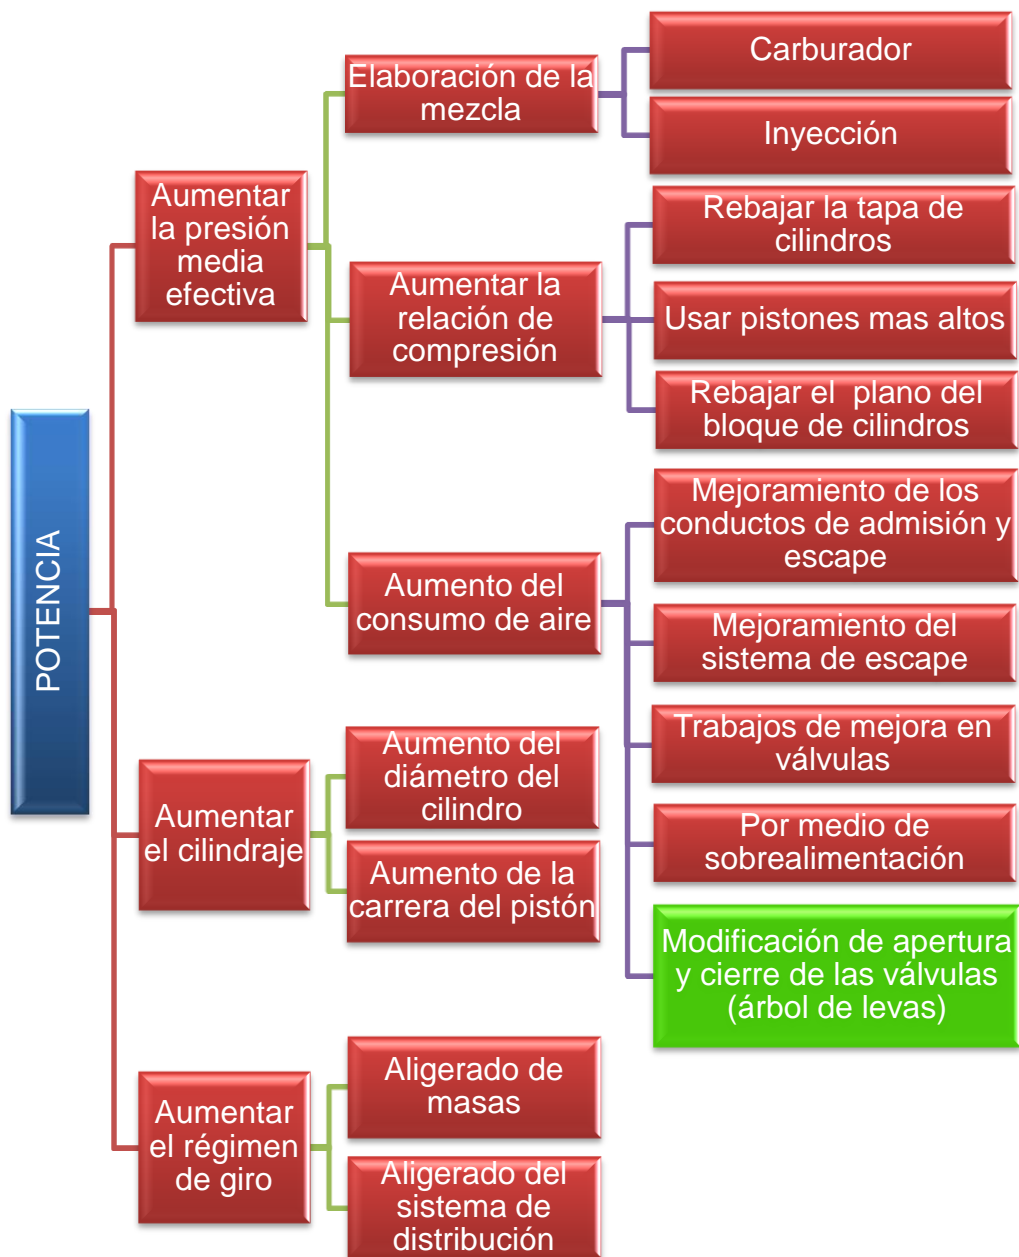 POTENCIA
Aumentar
la presión
media
efectiva
Elaboración de la
mezcla
Carburador
Inyección
Aumentar la
relación de
compresión
Rebajar la tapa de
cilindros
Usar pistones mas altos
Rebajar el plano del
bloque de cilindros
Aumento del
consumo de aire
Mejoramiento de los
conductos de admisión y
escape
Mejoramiento del
sistema de escape
Trabajos de mejora en
válvulas
Por medio de
sobrealimentación
Modificación de apertura
y cierre de las válvulas
(árbol de levas)
Aumentar
el cilindraje
Aumento del
diámetro del
cilindro
Aumento de la
carrera del pistón
Aumentar
el régimen
de giro
Aligerado de
masas
Aligerado del
sistema de
distribución